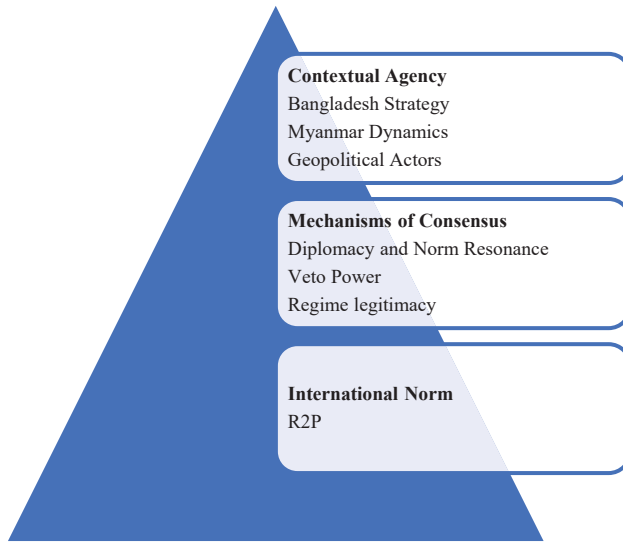 Contextual Agency
Bangladesh Strategy
Myanmar Dynamics
Geopolitical Actors
Mechanisms of Consensus
Diplomacy and Norm Resonance
Veto Power
Regime legitimacy
International Norm
R2P